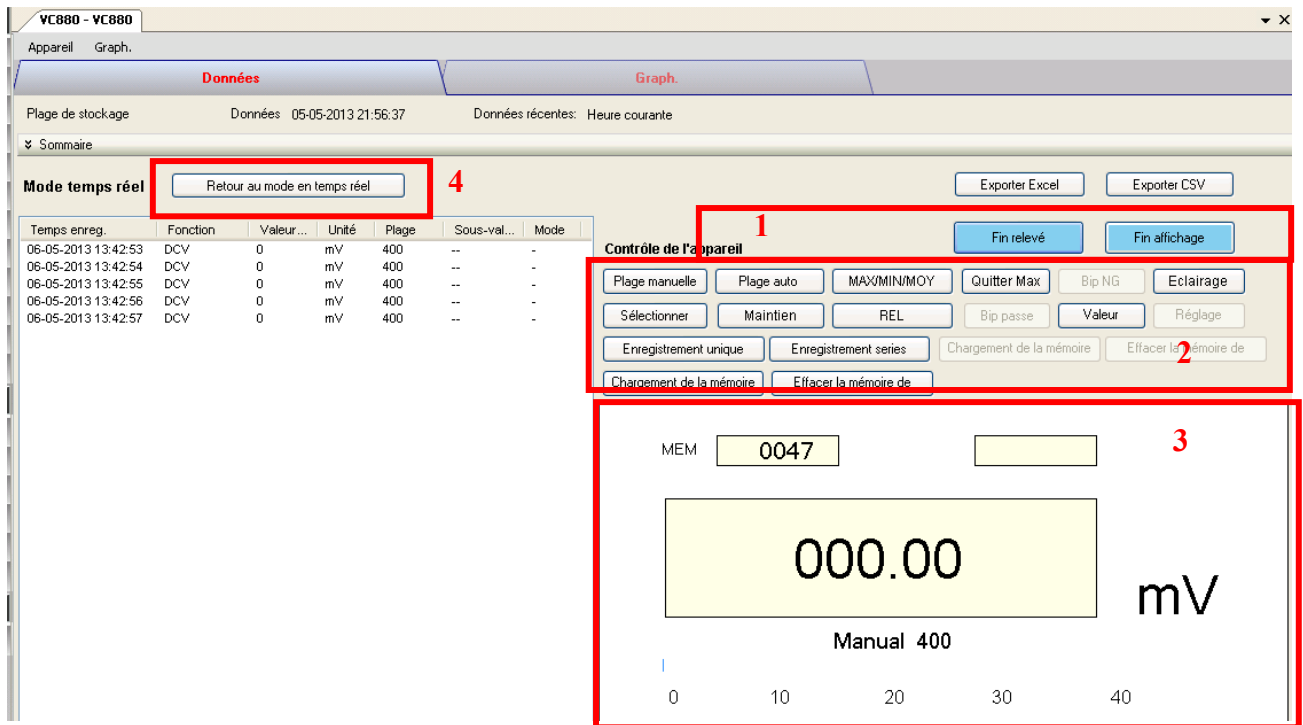 VC880 - VC880
Appareil Graph.
Données Graph.
Plage de stockage Données 05-05-2013 21:56:37 Données récentes: Heure courante
Sommaire
Mode temps réel Retour au mode en temps réel 4 Exporter Excel Exporter CSV
Temps enreg. Fonction Valeur... Unité Plage Sous-val... Mode
06-05-2013 13:42:53 DCV 0 mV 400 -- -
06-05-2013 13:42:54 DCV 0 mV 400 -- -
06-05-2013 13:42:55 DCV 0 mV 400 -- -
06-05-2013 13:42:56 DCV 0 mV 400 -- -
06-05-2013 13:42:57 DCV 0 mV 400 -- -
1
Contrôle de l'appareil Fin relevé Fin affichage
Plage manuelle Plage auto MAX/MIN/MOY Quitter Max Bip NG Eclairage
Sélectionner Maintien REL Bip passe Valeur Réglage
Enregistrement unique Enregistrement series Chargement de la mémoire Effacer la mémoire de
2
Chargement de la mémoire Effacer la mémoire de
MEM 0047 3
000.00
mV
Manual 400
0 10 20 30 40